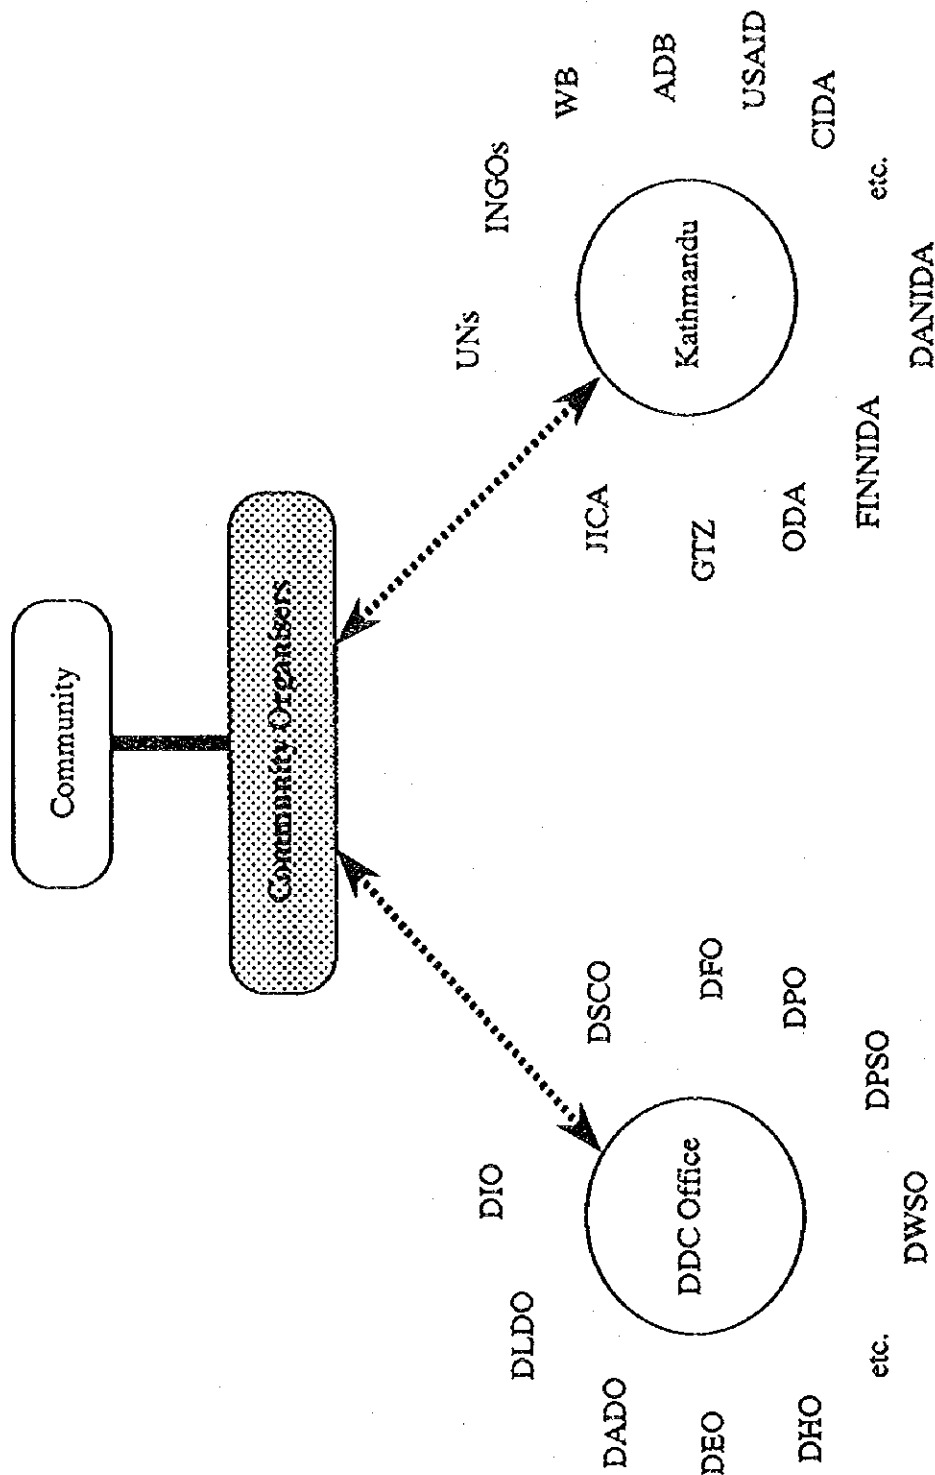 Community
Community Organisers
DIO
DLDO
DSCO
DADO
DFO
DDC Office
DEO
DPO
DHO
DPSO
etc.
DWSO
UNs
INGOs
WB
JICA
ADB
GTZ
Kathmandu
USAID
ODA
CIDA
FINNIDA
etc.
DANIDA